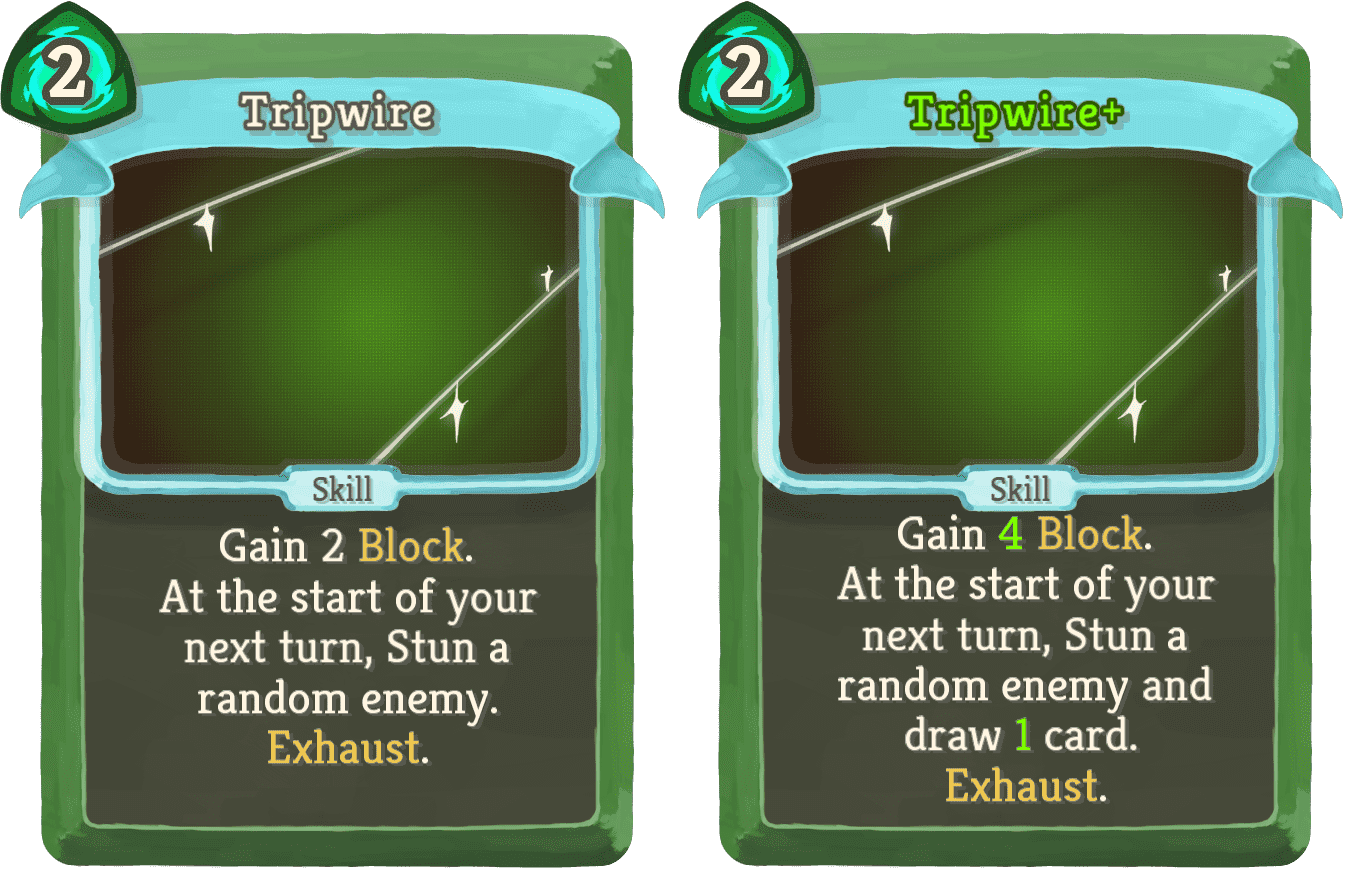 2
Tripwire
Skill
Gain 2 Block.
At the start of your
next turn, Stun a
random enemy.
Exhaust.
2
Tripwire+
Skill
Gain 4 Block.
At the start of your
next turn, Stun a
random enemy and
draw 1 card.
Exhaust.